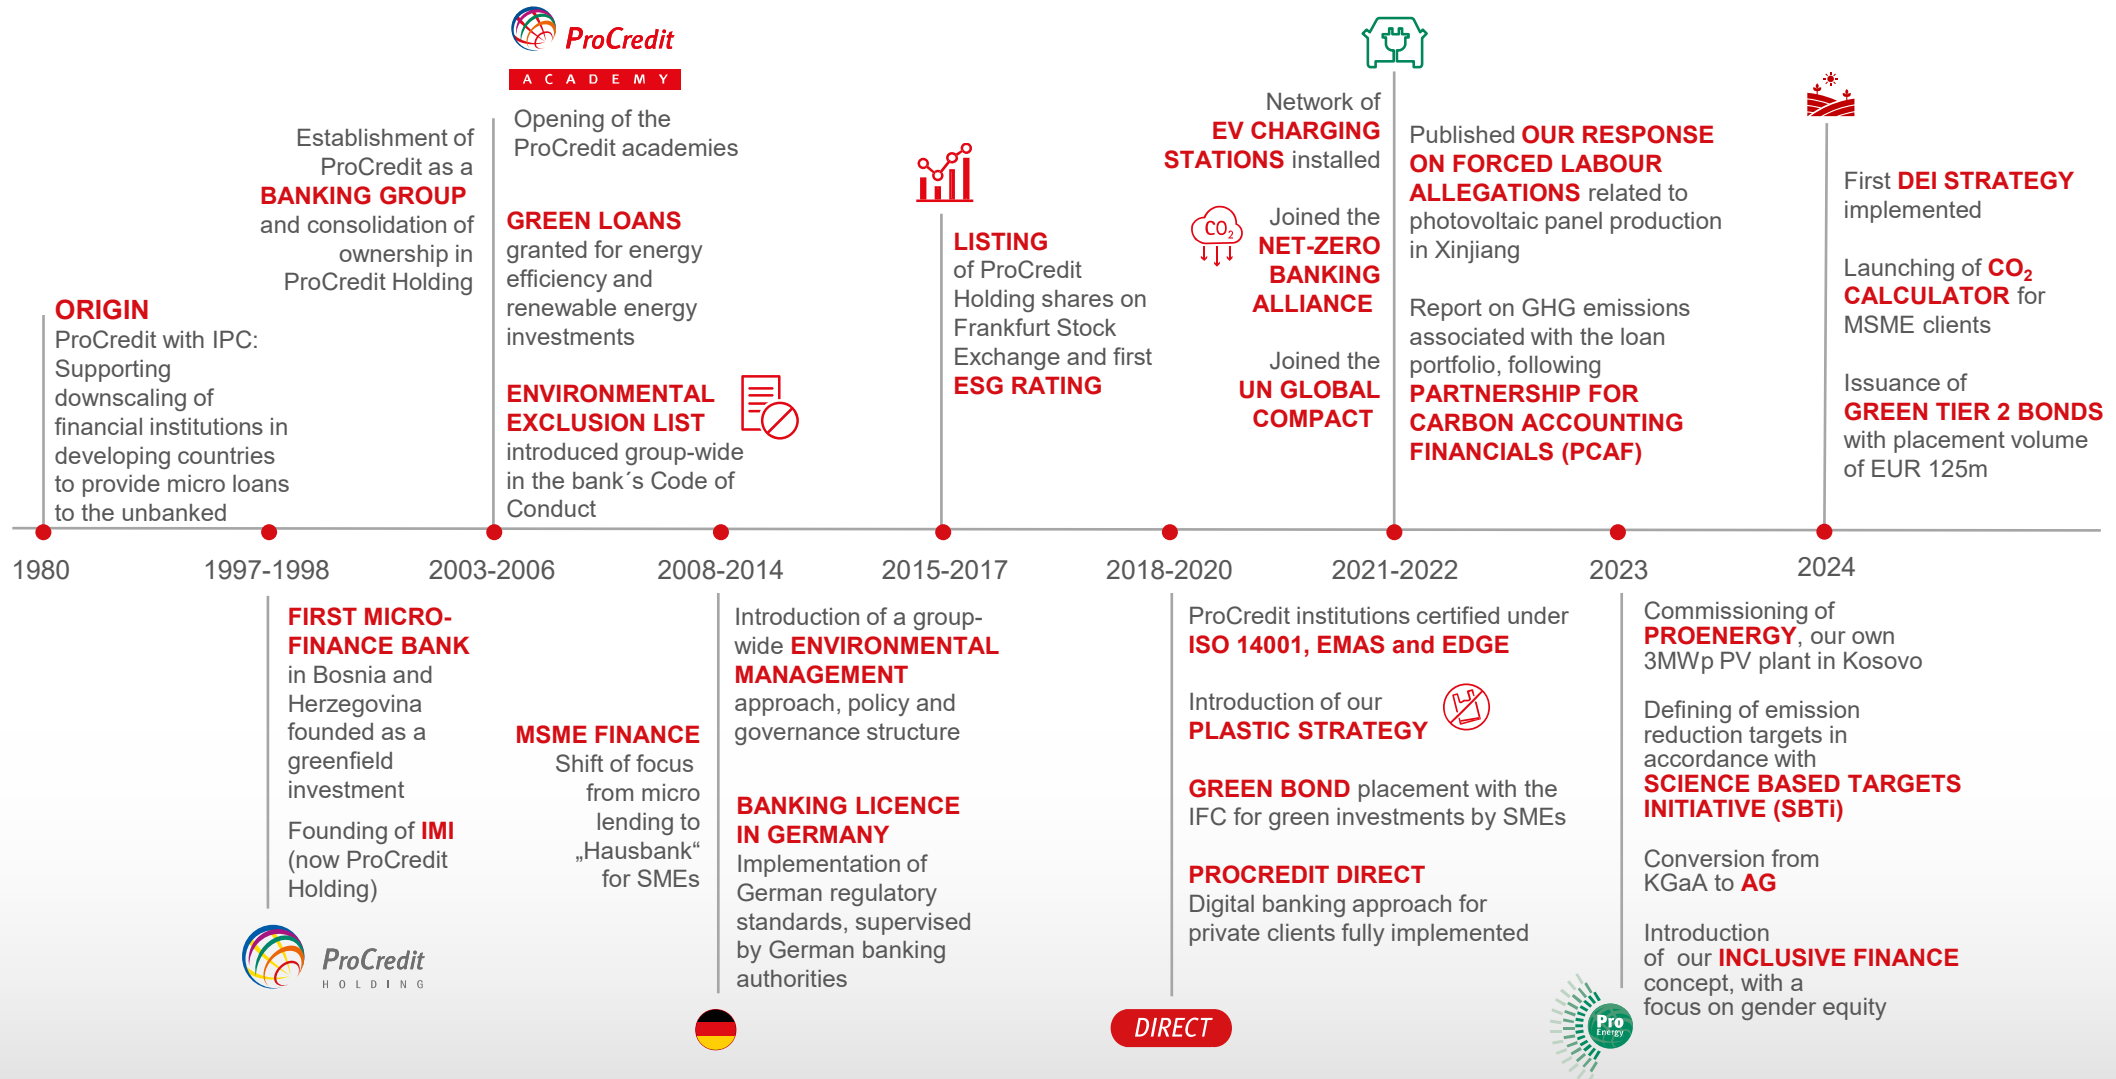 ProCredit
ACADEMY
ORIGIN
ProCredit with IPC:
Supporting
downscaling of
financial institutions in
developing countries
to provide micro loans
to the unbanked
Establishment of
ProCredit as a
BANKING GROUP
and consolidation of
ownership in
ProCredit Holding
Opening of the
ProCredit academies
GREEN LOANS
granted for energy
efficiency and
renewable energy
investments
ENVIRONMENTAL
EXCLUSION LIST
introduced group-wide
in the bank´s Code of
Conduct
LISTING
of ProCredit
Holding shares on
Frankfurt Stock
Exchange and first
ESG RATING
Network of
EV CHARGING
STATIONS installed
CO2
Joined the
NET-ZERO
BANKING
ALLIANCE
Joined the
UN GLOBAL
COMPACT
Published OUR RESPONSE
ON FORCED LABOUR
ALLEGATIONS related to
photovoltaic panel production
in Xinjiang
Report on GHG emissions
associated with the loan
portfolio, following
PARTNERSHIP FOR
CARBON ACCOUNTING
FINANCIALS (PCAF)
First DEI STRATEGY
implemented
Launching of CO2
CALCULATOR for
MSME clients
Issuance of
GREEN TIER 2 BONDS
with placement volume
of EUR 125m
1980
1997-1998
2003-2006
2008-2014
2015-2017
2018-2020
2021-2022
2023
2024
FIRST MICRO-
FINANCE BANK
in Bosnia and
Herzegovina
founded as a
greenfield
investment
Founding of IMI
(now ProCredit
Holding)
ProCredit
HOLDING
MSME FINANCE
Shift of focus
from micro
lending to
„Hausbank“
for SMEs
Introduction of a group-
wide ENVIRONMENTAL
MANAGEMENT
approach, policy and
governance structure
BANKING LICENCE
IN GERMANY
Implementation of
German regulatory
standards, supervised
by German banking
authorities
ProCredit institutions certified under
ISO 14001, EMAS and EDGE
Introduction of our
PLASTIC STRATEGY
GREEN BOND placement with the
IFC for green investments by SMEs
PROCREDIT DIRECT
Digital banking approach for
private clients fully implemented
DIRECT
Commissioning of
PROENERGY, our own
3MWp PV plant in Kosovo
Defining of emission
reduction targets in
accordance with
SCIENCE BASED TARGETS
INITIATIVE (SBTi)
Conversion from
KGaA to AG
Introduction
of our INCLUSIVE FINANCE
concept, with a
focus on gender equity
Pro
Energy